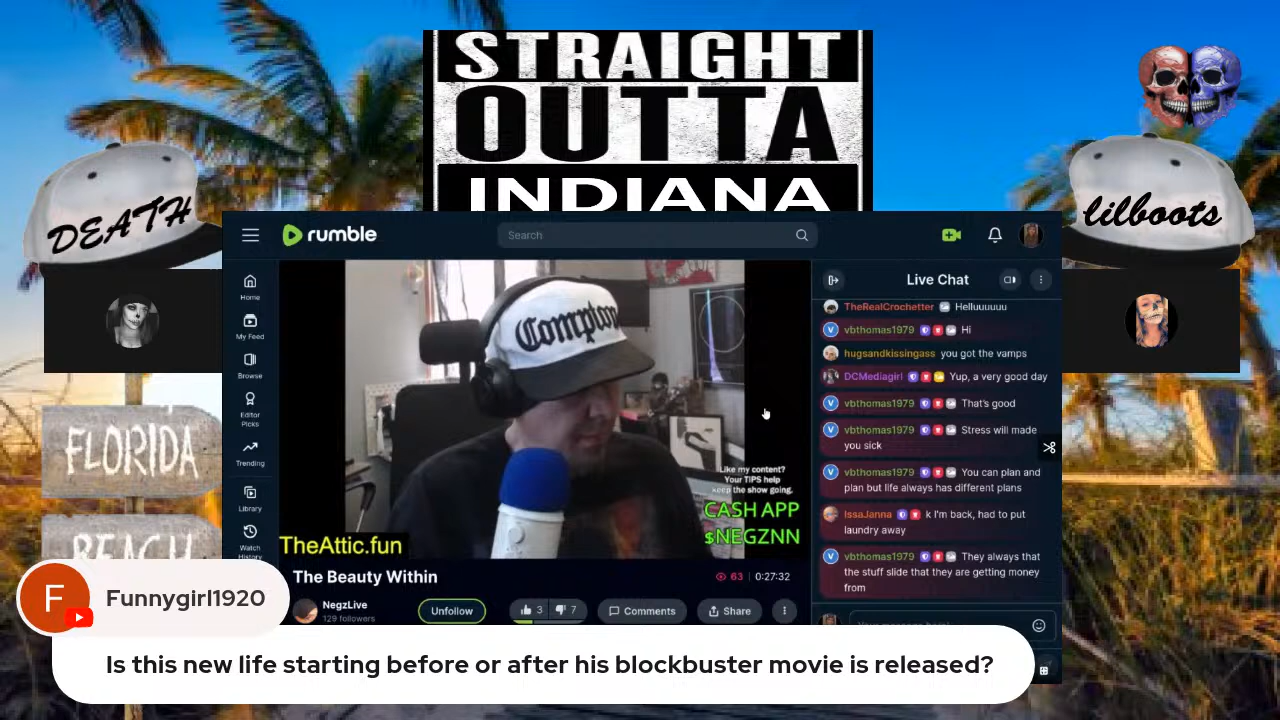 STRAIGHT
OUTTA
INDIANA
DEATH
lilboots
rumble
Search
Home
My Feed
Browse
Editor
Picks
Trending
Library
Watch
History
Compton
Like my content?
Your TIPS help
keep the show going.
CASH APP
$NEGZNN
TheAttic.fun
The Beauty Within
63
0:27:32
NegzLive
129 followers
Unfollow
3
7
Comments
Share
Live Chat
TheRealCrochetter Helluuuuuu
V vbthomas1979 Hi
hugsandkissingass you got the vamps
DCMediagirl Yup, a very good day
V vbthomas1979 That's good
V vbthomas1979 Stress will made
you sick
V vbthomas1979 You can plan and
plan but life always has different plans
IssaJanna k I'm back, had to put
laundry away
V vbthomas1979 They always that
the stuff slide that they are getting money
from
FLORIDA
BEACH
F
Funnygirl1920
Is this new life starting before or after his blockbuster movie is released?